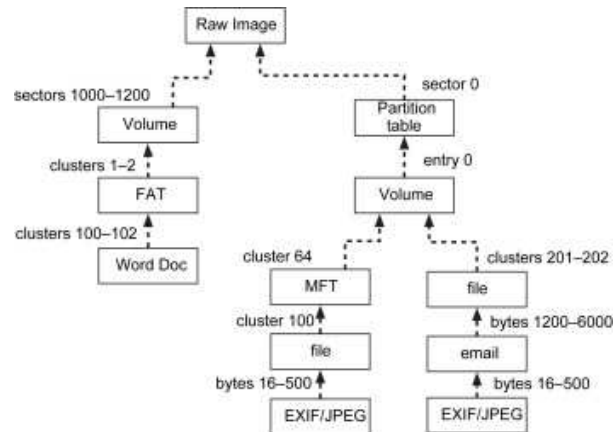 Raw Image
sectors 1000–1200
sector 0
Volume
Partition
table
clusters 1–2
entry 0
FAT
Volume
clusters 100–102
Word Doc
cluster 64
clusters 201–202
MFT
file
cluster 100
bytes 1200–6000
file
email
bytes 16–500
bytes 16–500
EXIF/JPEG
EXIF/JPEG